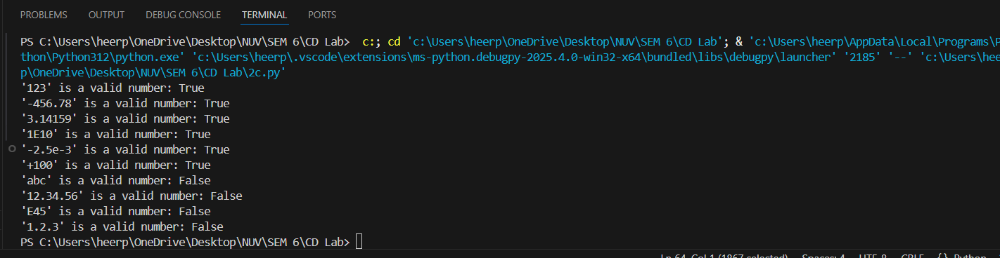 PROBLEMS OUTPUT DEBUG CONSOLE TERMINAL PORTS
PS C:\Users\heerp\OneDrive\Desktop\NUV\SEM 6\CD Lab> c:; cd 'c:\Users\heerp\OneDrive\Desktop\NUV\SEM 6\CD Lab'; & 'c:\Users\heerp\AppData\Local\Programs\P
thon\Python312\python.exe' 'c:\Users\heerp\.vscode\extensions\ms-python.debugpy-2025.4.0-win32-x64\bundled\libs\debugpy\launcher' '2185' '--' 'c:\Users\hee
p\OneDrive\Desktop\NUV\SEM 6\CD Lab\2c.py'
'123' is a valid number: True
'-456.78' is a valid number: True
'3.14159' is a valid number: True
'1E10' is a valid number: True
'-2.5e-3' is a valid number: True
'+100' is a valid number: True
'abc' is a valid number: False
'12.34.56' is a valid number: False
'E45' is a valid number: False
'1.2.3' is a valid number: False
PS C:\Users\heerp\OneDrive\Desktop\NUV\SEM 6\CD Lab>
Ln 64, Col 1 (1867 selected) Spaces: 4 UTF-8 CRLF {} Python